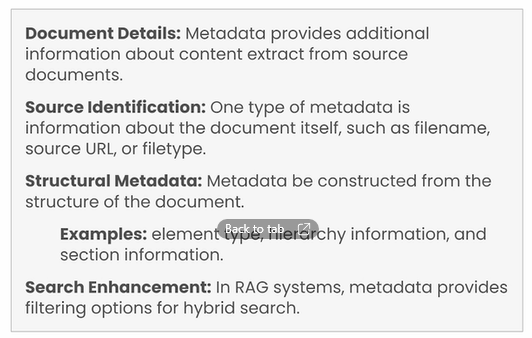 Document Details: Metadata provides additional
information about content extract from source
documents.
Source Identification: One type of metadata is
information about the document itself, such as filename,
source URL, or filetype.
Structural Metadata: Metadata be constructed from the
structure of the document.
Back to tab
Examples: element type, hierarchy information, and
section information.
Search Enhancement: In RAG systems, metadata provides
filtering options for hybrid search.